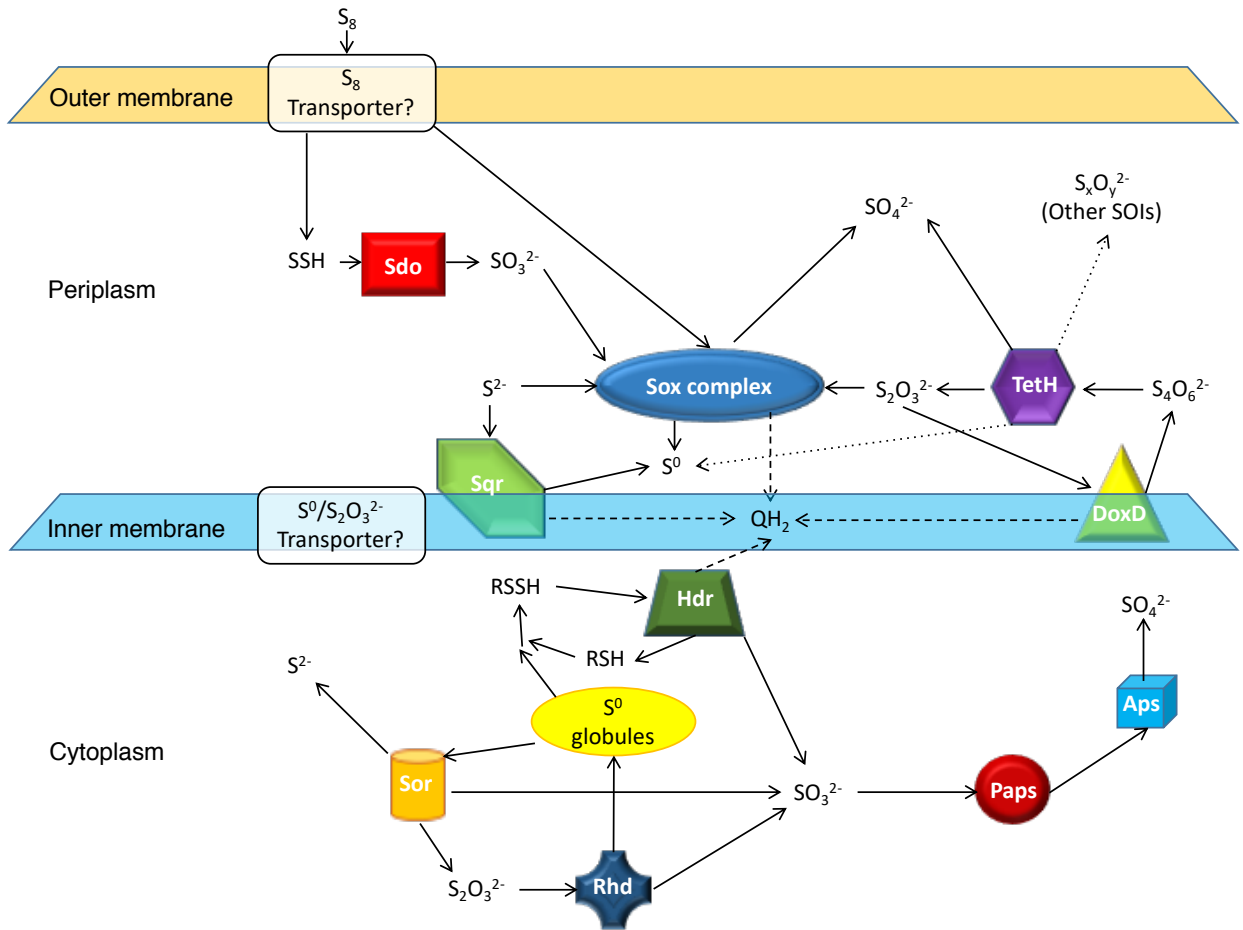 S₈
S₈
Transporter?
Outer membrane
SₓOᵧ²⁻
(Other SOIs)
SO₄²⁻
SSH
Sdo
SO₃²⁻
Periplasm
Sox complex
S²⁻
S₂O₃²⁻
TetH
S₄O₆²⁻
S⁰
Sqr
DoxD
S⁰/S₂O₃²⁻
Transporter?
Inner membrane
QH₂
RSSH
Hdr
SO₄²⁻
RSH
S²⁻
S⁰
globules
Aps
Cytoplasm
Sor
SO₃²⁻
Paps
S₂O₃²⁻
Rhd